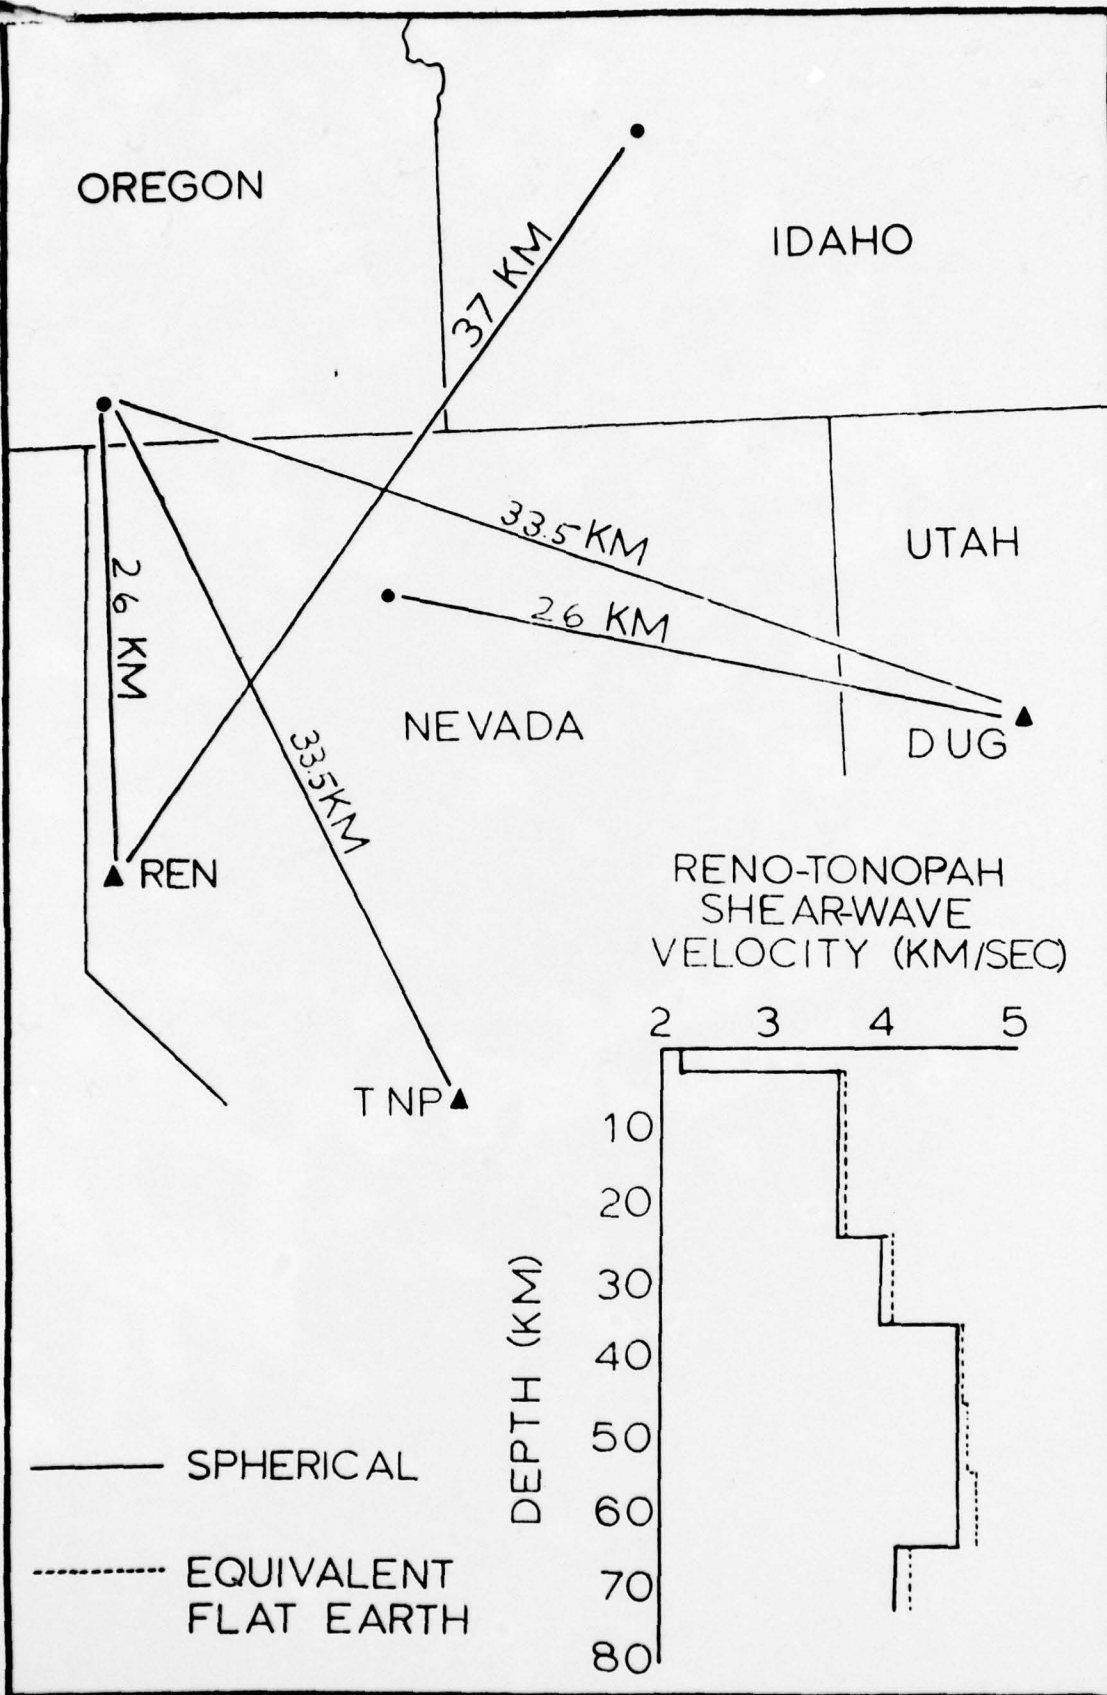 OREGON
IDAHO
37 KM
33.5 KM
UTAH
26 KM
26 KM
NEVADA
DUG
33.5 KM
REN
RENO-TONOPAH
SHEAR-WAVE
VELOCITY (KM/SEC)
2 3 4 5
TNP
10
20
30
40
50
60
70
80
DEPTH (KM)
SPHERICAL
EQUIVALENT
FLAT EARTH